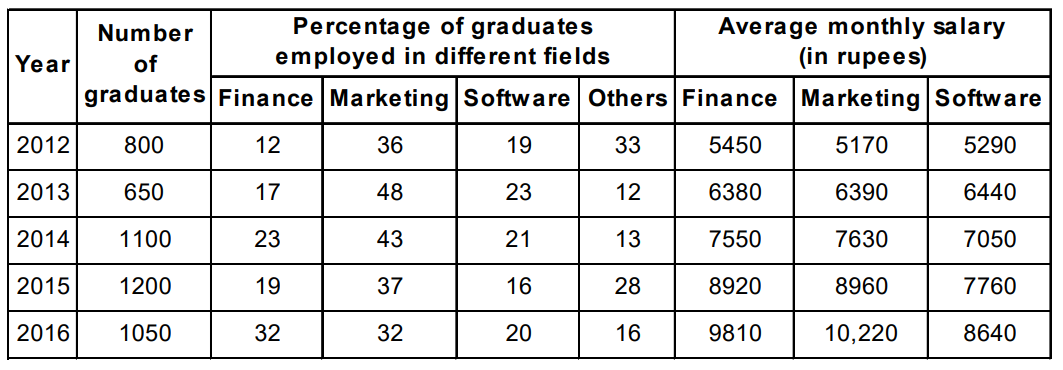 Year Number of graduates Percentage of graduates employed in different fields Average monthly salary (in rupees)
Finance Marketing Software Others Finance Marketing Software
2012 800 12 36 19 33 5450 5170 5290
2013 650 17 48 23 12 6380 6390 6440
2014 1100 23 43 21 13 7550 7630 7050
2015 1200 19 37 16 28 8920 8960 7760
2016 1050 32 32 20 16 9810 10,220 8640